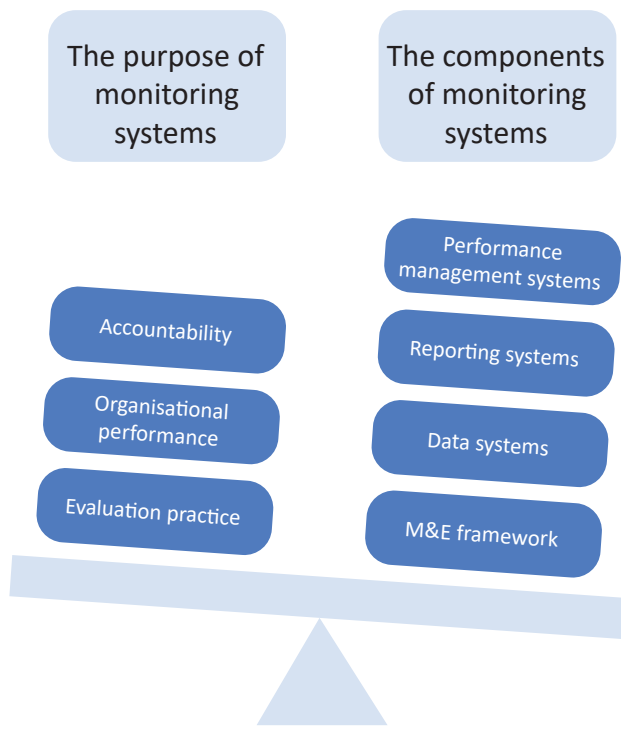 The purpose of
monitoring
systems
The components
of monitoring
systems
Accountability
Organisational
performance
Evaluation practice
Performance
management systems
Reporting systems
Data systems
M&E framework